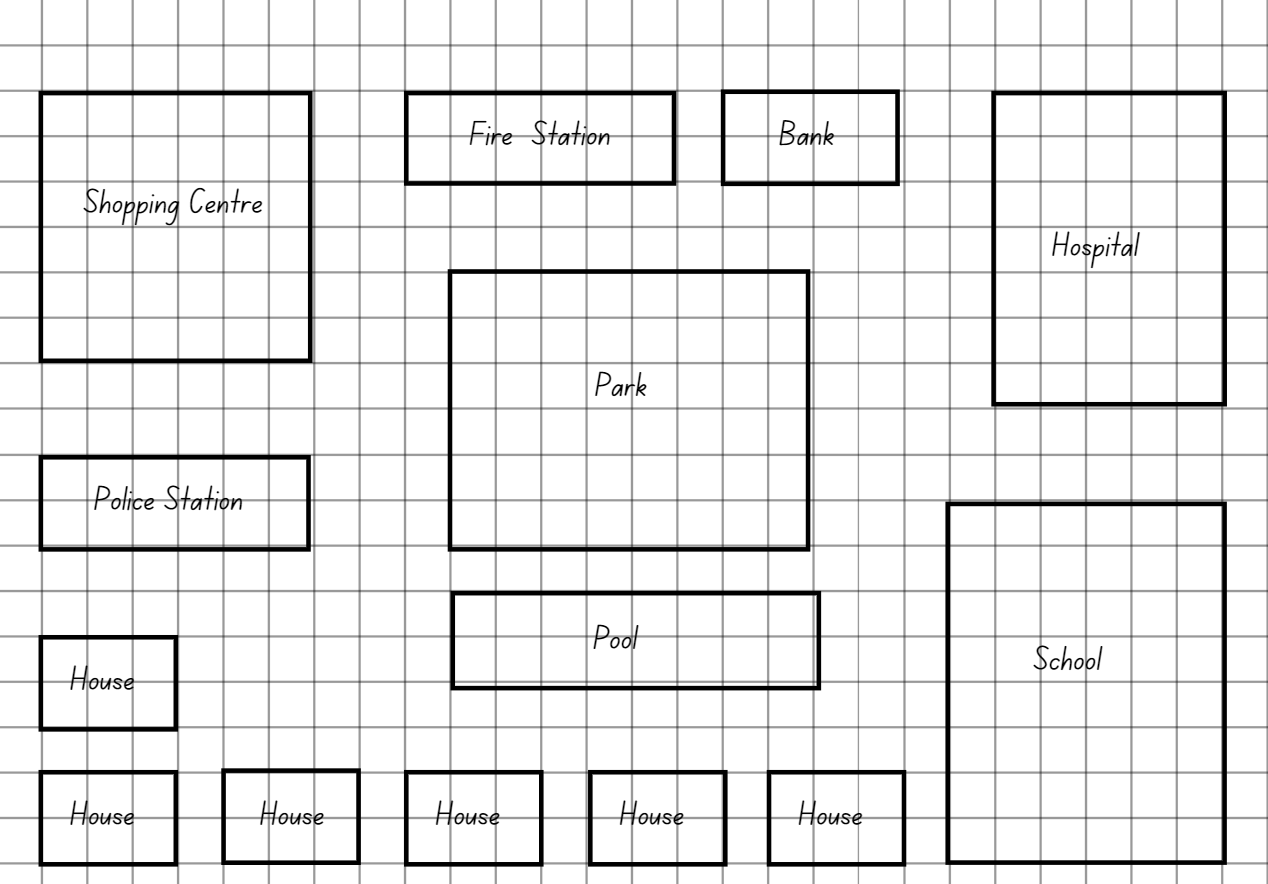 Fire Station
Bank
Shopping Centre
Hospital
Park
Police Station
Pool
School
House
House
House
House
House
House